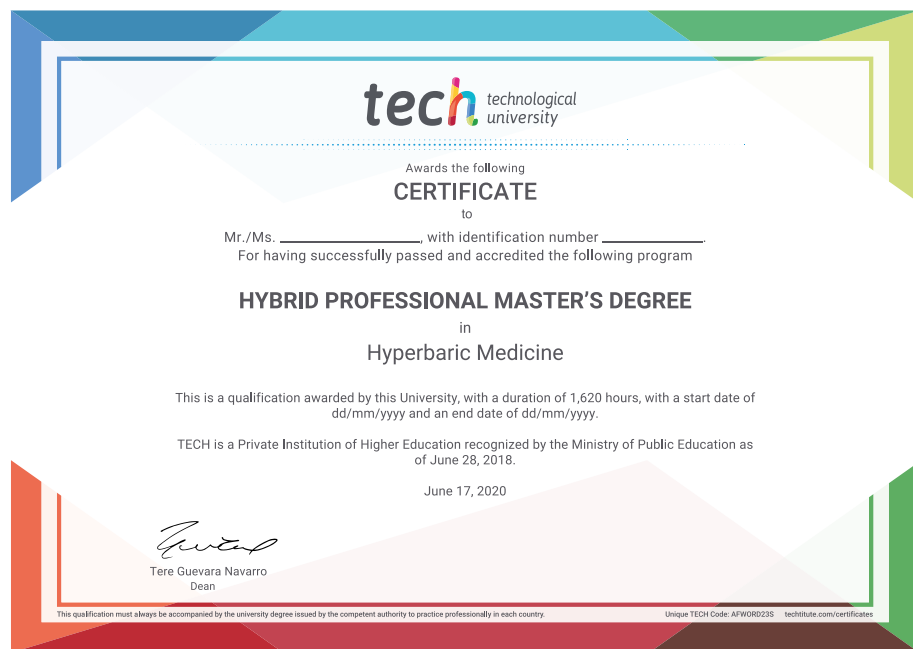 tech technological
university
Awards the following
CERTIFICATE
to
Mr./Ms. ____________________, with identification number ______________.
For having successfully passed and accredited the following program
HYBRID PROFESSIONAL MASTER'S DEGREE
in
Hyperbaric Medicine
This is a qualification awarded by this University, with a duration of 1,620 hours, with a start date of
dd/mm/yyyy and an end date of dd/mm/yyyy.
TECH is a Private Institution of Higher Education recognized by the Ministry of Public Education as
of June 28, 2018.
June 17, 2020
Tere Guevara Navarro
Dean
This qualification must always be accompanied by the university degree issued by the competent authority to practice professionally in each country.
Unique TECH Code: AFWORD23S techtitute.com/certificates